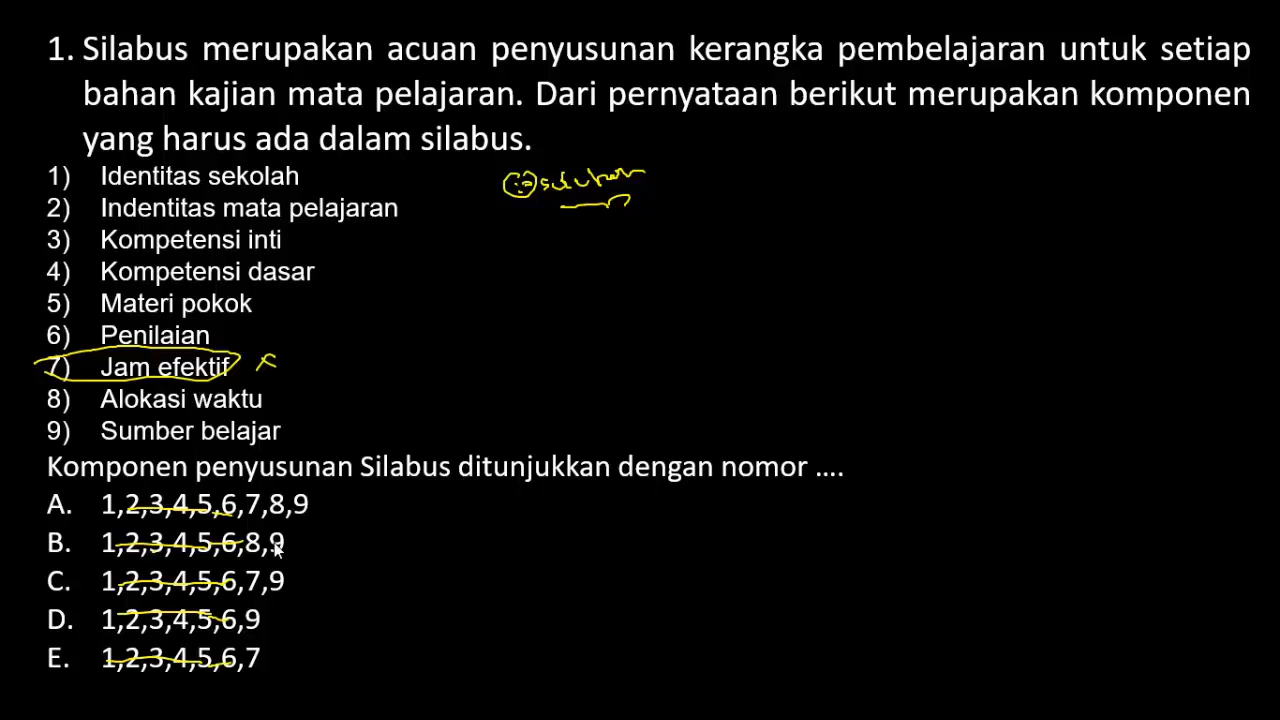 1. Silabus merupakan acuan penyusunan kerangka pembelajaran untuk setiap
bahan kajian mata pelajaran. Dari pernyataan berikut merupakan komponen
yang harus ada dalam silabus.
1) Identitas sekolah
2) Indentitas mata pelajaran
3) Kompetensi inti
4) Kompetensi dasar
5) Materi pokok
6) Penilaian
7) Jam efektif x
8) Alokasi waktu
9) Sumber belajar
Komponen penyusunan Silabus ditunjukkan dengan nomor ....
A. 1,2,3,4,5,6,7,8,9
B. 1,2,3,4,5,6,8,9
C. 1,2,3,4,5,6,7,9
D. 1,2,3,4,5,6,9
E. 1,2,3,4,5,6,7